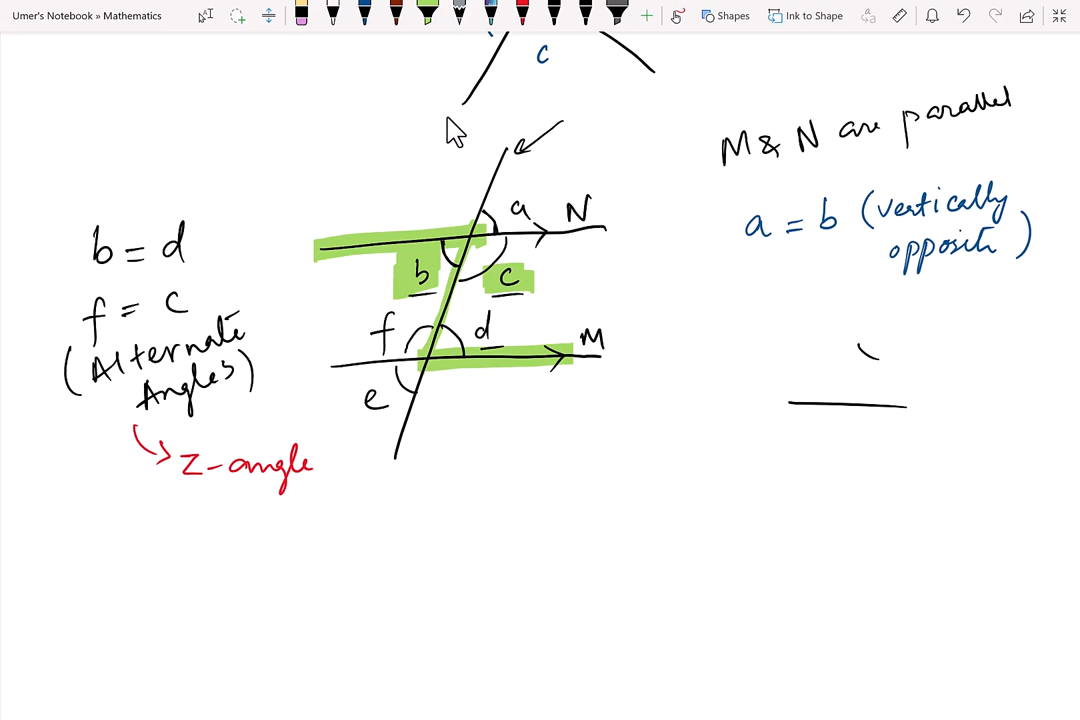 Umer's Notebook » Mathematics
Shapes
Ink to Shape
c
M & N are parallel
a = b (vertically
opposite)
b = d
f = c
(Alternate
Angles)
Z-angle
a
N
b
c
f
d
M
e